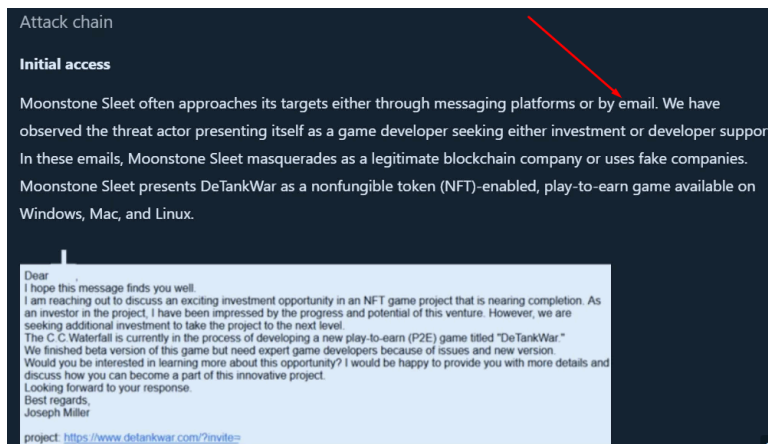 Attack chain
Initial access
Moonstone Sleet often approaches its targets either through messaging platforms or by email. We have
observed the threat actor presenting itself as a game developer seeking either investment or developer suppor
In these emails, Moonstone Sleet masquerades as a legitimate blockchain company or uses fake companies.
Moonstone Sleet presents DeTankWar as a nonfungible token (NFT)-enabled, play-to-earn game available on
Windows, Mac, and Linux.
Dear ,
I hope this message finds you well.
I am reaching out to discuss an exciting investment opportunity in an NFT game project that is nearing completion. As
an investor in the project, I have been impressed by the progress and potential of this venture. However, we are
seeking additional investment to take the project to the next level.
The C.C.Waterfall is currently in the process of developing a new play-to-earn (P2E) game titled "DeTankWar."
We finished beta version of this game but need expert game developers because of issues and new version.
Would you be interested in learning more about this opportunity? I would be happy to provide you with more details and
discuss how you can become a part of this innovative project.
Looking forward to your response.
Best regards,
Joseph Miller
project: https://www.detankwar.com/?invite=